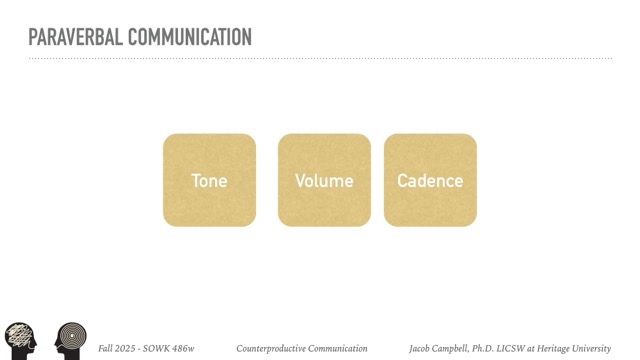 PARAVERBAL COMMUNICATION
Tone Volume Cadence
Fall 2025 - SOWK 486w Counterproductive Communication Jacob Campbell, Ph.D. LICSW at Heritage University